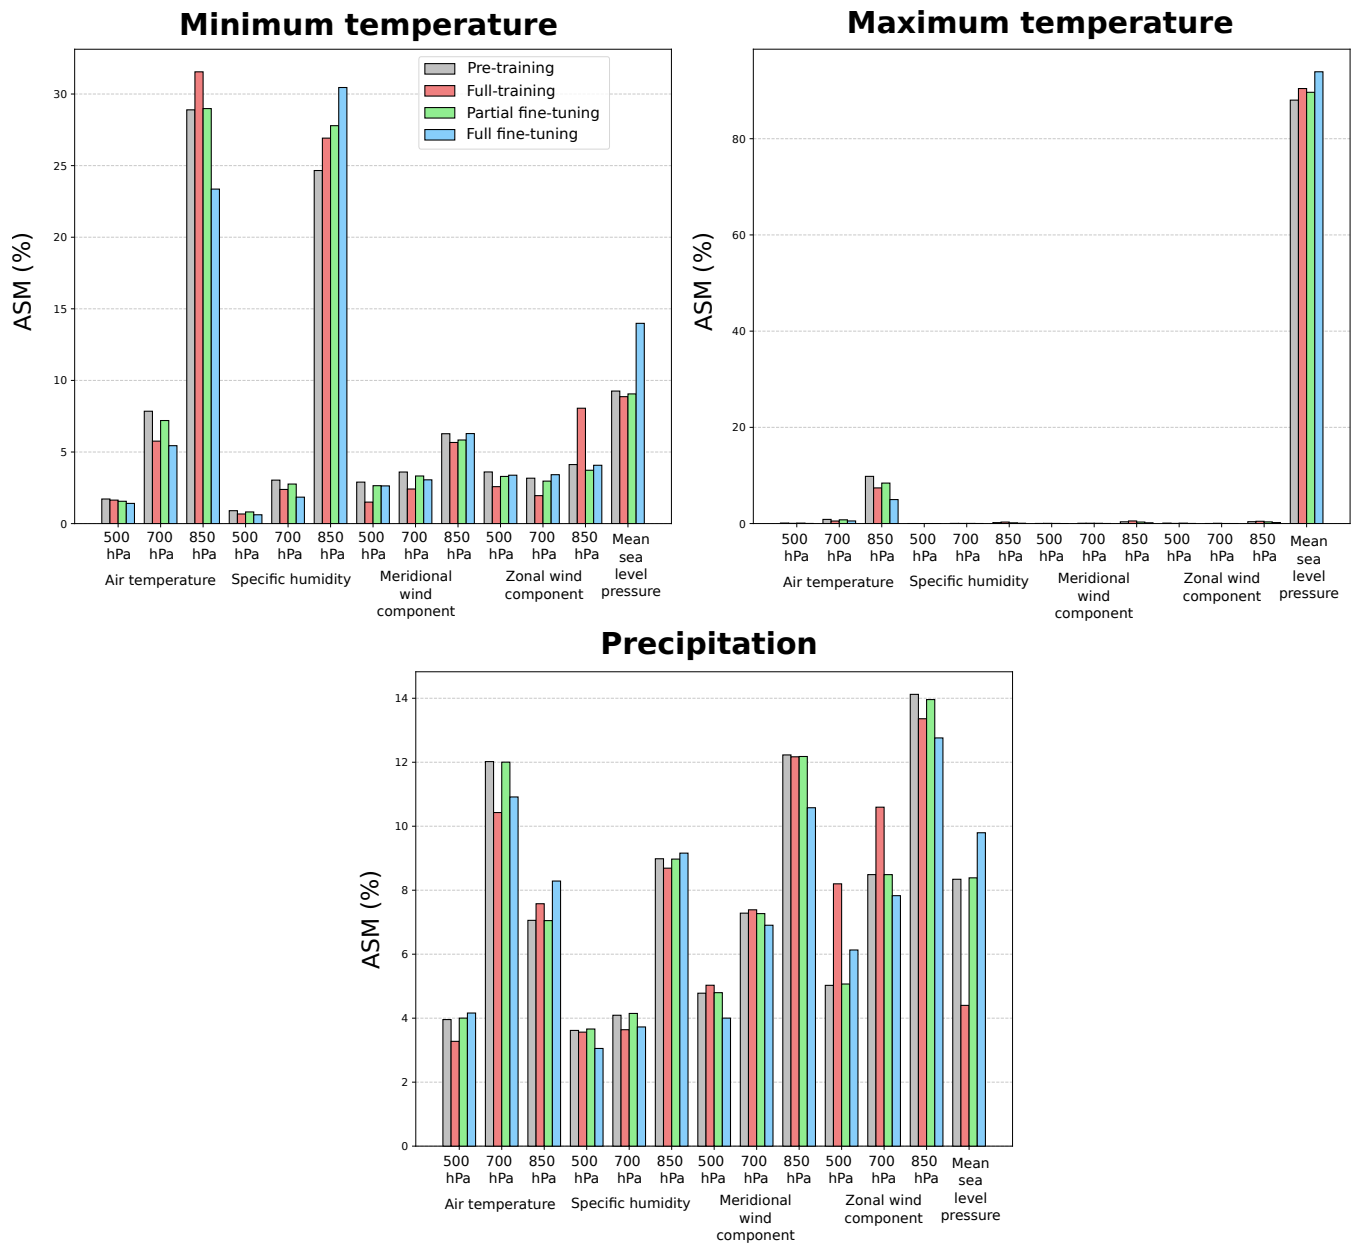 Minimum temperature
ASM (%)
30
25
20
15
10
5
0
Pre-training
Full-training
Partial fine-tuning
Full fine-tuning
500 700 850 500 700 850 500 700 850 500 700 850 Mean
hPa hPa hPa hPa hPa hPa hPa hPa hPa hPa hPa hPa sea
level
pressure
Air temperature
Specific humidity
Meridional
wind
component
Zonal wind
component
Maximum temperature
ASM (%)
80
60
40
20
0
500 700 850 500 700 850 500 700 850 500 700 850 Mean
hPa hPa hPa hPa hPa hPa hPa hPa hPa hPa hPa hPa sea
level
pressure
Air temperature
Specific humidity
Meridional
wind
component
Zonal wind
component
Precipitation
ASM (%)
14
12
10
8
6
4
2
0
500 700 850 500 700 850 500 700 850 500 700 850 Mean
hPa hPa hPa hPa hPa hPa hPa hPa hPa hPa hPa hPa sea
level
pressure
Air temperature
Specific humidity
Meridional
wind
component
Zonal wind
component